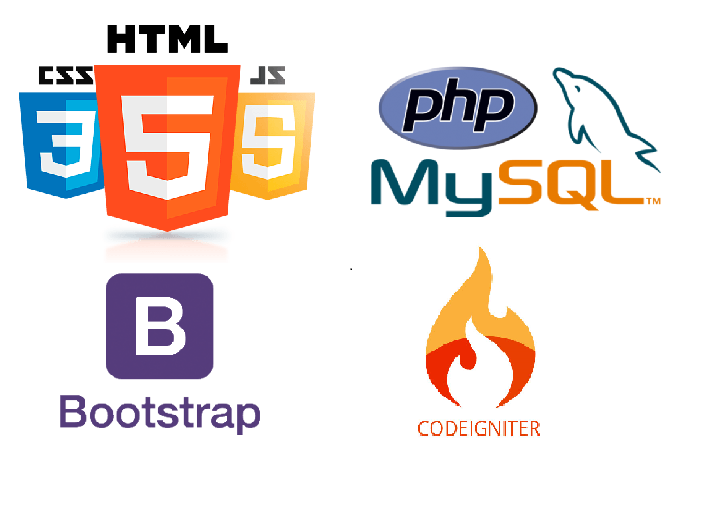 HTML
CSS
JS
3
5
5
php
MySQL™
B
Bootstrap
CODEIGNITER